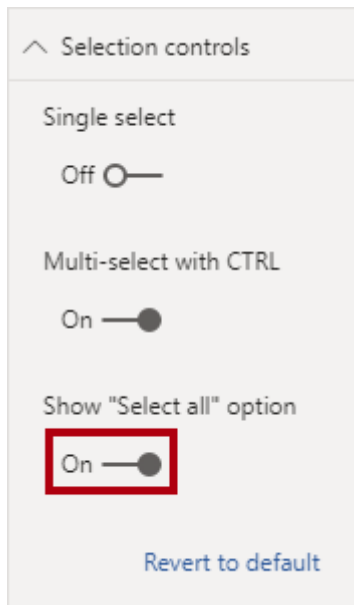 Selection controls
Single select
Off
Multi-select with CTRL
On
Show "Select all" option
On
Revert to default